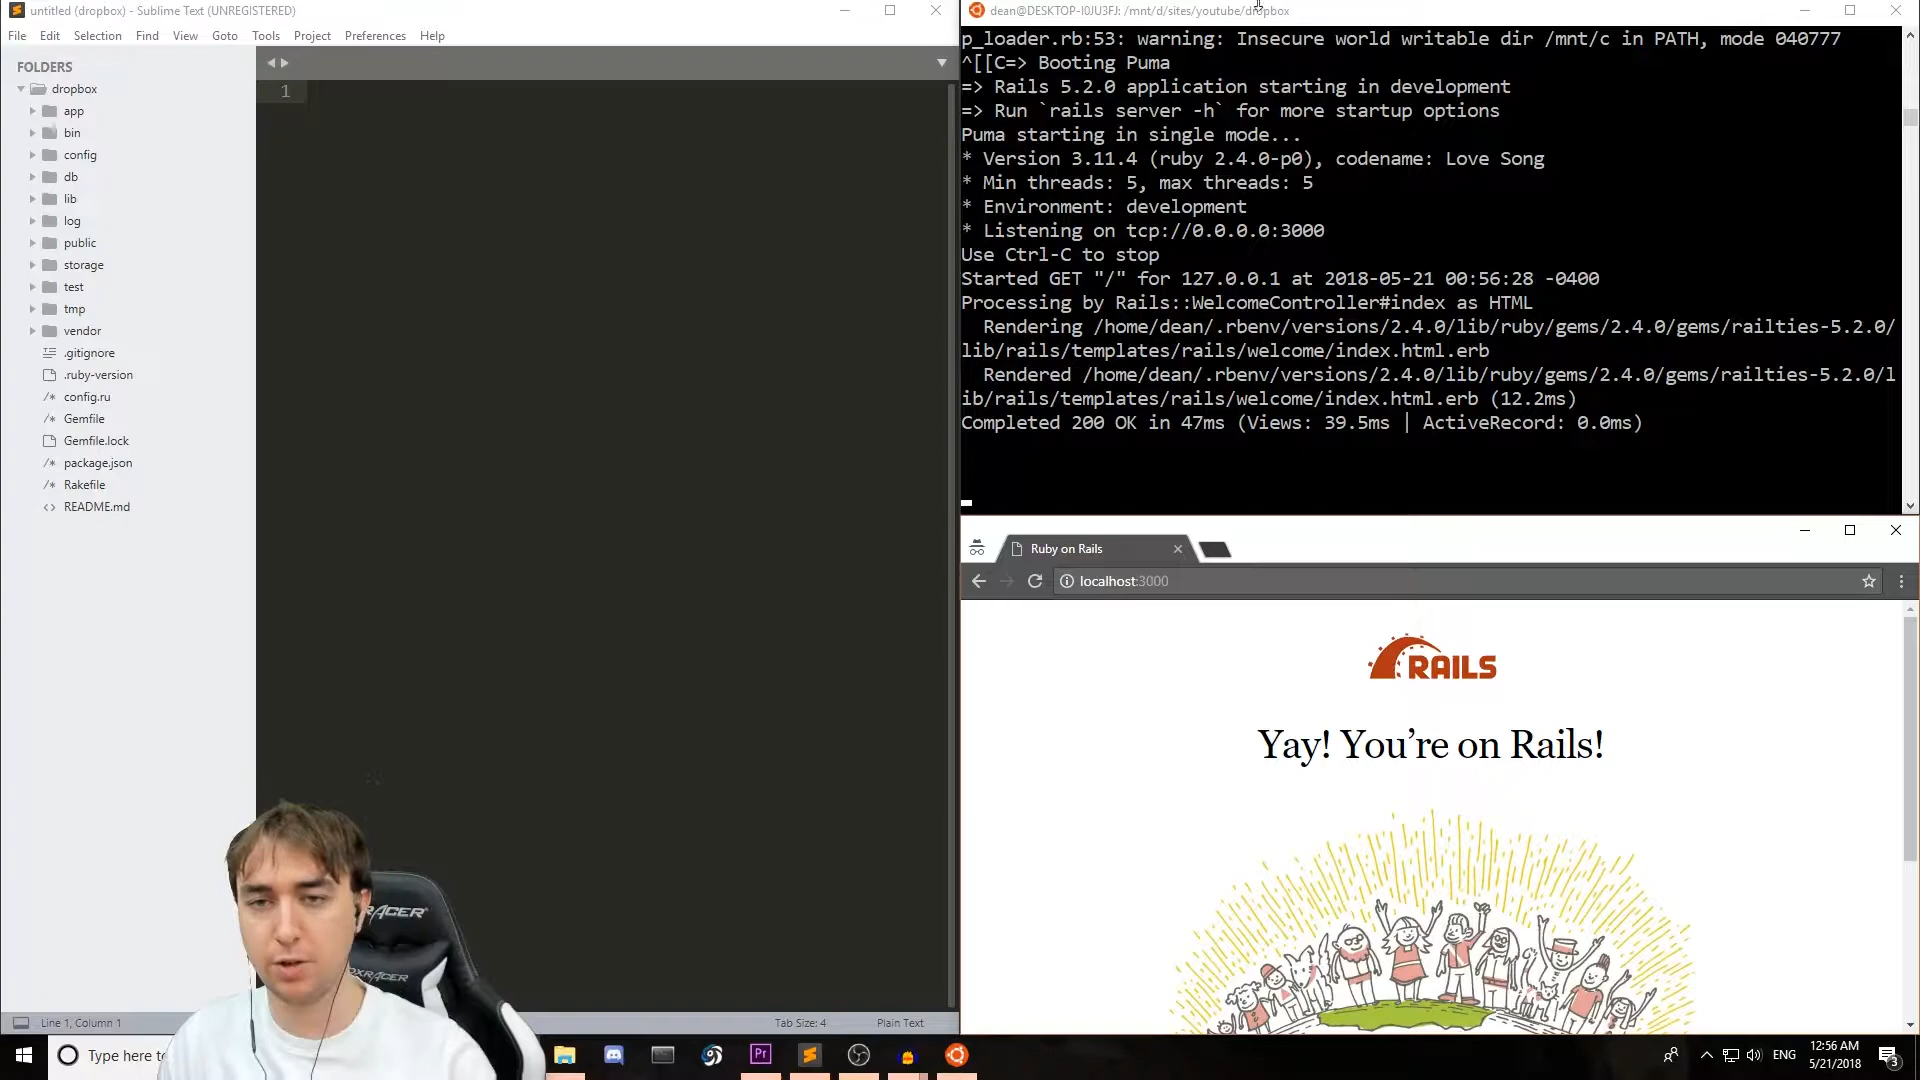 untitled (dropbox) - Sublime Text (UNREGISTERED)
File Edit Selection Find View Goto Tools Project Preferences Help
FOLDERS
dropbox
app
bin
config
db
lib
log
public
storage
test
tmp
vendor
.gitignore
.ruby-version
config.ru
Gemfile
Gemfile.lock
package.json
Rakefile
README.md
1
Line 1, Column 1
Tab Size: 4
Plain Text
dean@DESKTOP-I0JU3FJ: /mnt/d/sites/youtube/dropbox
p_loader.rb:53: warning: Insecure world writable dir /mnt/c in PATH, mode 040777
^[[C=> Booting Puma
=> Rails 5.2.0 application starting in development
=> Run `rails server -h` for more startup options
Puma starting in single mode...
* Version 3.11.4 (ruby 2.4.0-p0), codename: Love Song
* Min threads: 5, max threads: 5
* Environment: development
* Listening on tcp://0.0.0.0:3000
Use Ctrl-C to stop
Started GET "/" for 127.0.0.1 at 2018-05-21 00:56:28 -0400
Processing by Rails::WelcomeController#index as HTML
  Rendering /home/dean/.rbenv/versions/2.4.0/lib/ruby/gems/2.4.0/gems/railties-5.2.0/
lib/rails/templates/rails/welcome/index.html.erb
  Rendered /home/dean/.rbenv/versions/2.4.0/lib/ruby/gems/2.4.0/gems/railties-5.2.0/l
ib/rails/templates/rails/welcome/index.html.erb (12.2ms)
Completed 200 OK in 47ms (Views: 39.5ms | ActiveRecord: 0.0ms)
Ruby on Rails
localhost:3000
RAILS
Yay! You’re on Rails!
Type here
Pr
ENG
12:56 AM
5/21/2018
3